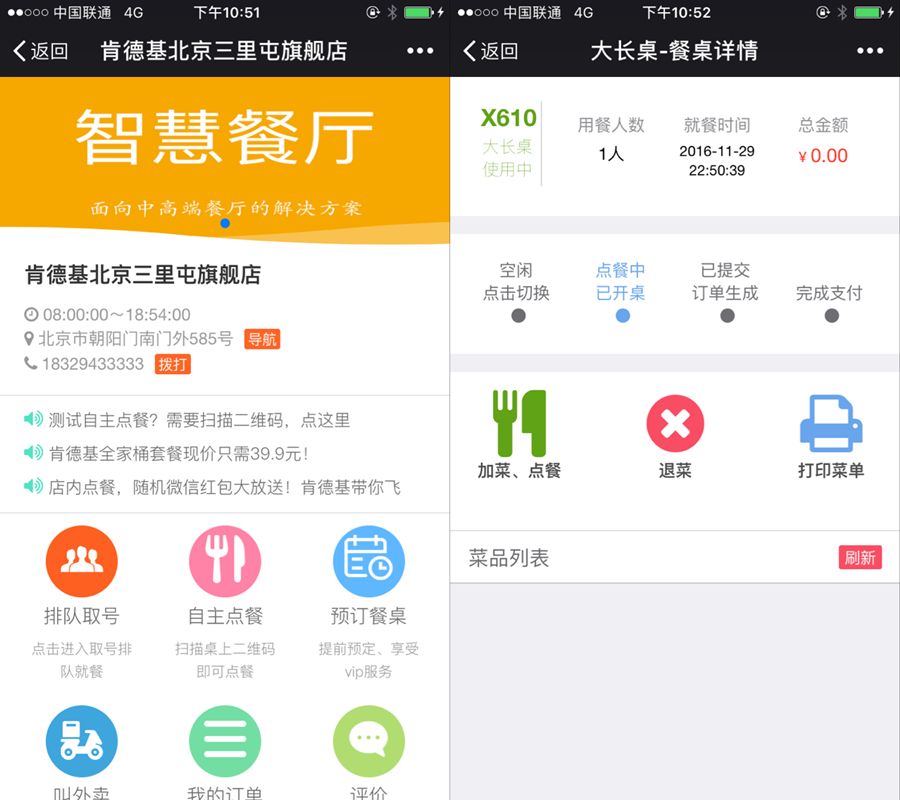 中国联通 4G 下午10:51
返回 肯德基北京三里屯旗舰店
智慧餐厅
面向中高端餐厅的解决方案
肯德基北京三里屯旗舰店
08:00:00～18:54:00
北京市朝阳门南门外585号 导航
18329433333 拨打
测试自主点餐？需要扫描二维码，点这里
肯德基全家桶套餐现价只需39.9元！
店内点餐，随机微信红包大放送！肯德基带你飞
排队取号 自主点餐 预订餐桌
点击进入取号排 扫描桌上二维码 提前预定、享受
队就餐 即可点餐 vip服务
叫外卖 我的订单 评价
中国联通 4G 下午10:52
返回 大长桌-餐桌详情
X610 用餐人数 就餐时间 总金额
大长桌 1人 2016-11-29 ¥ 0.00
使用中 22:50:39
空闲 点餐中 已提交
点击切换 已开桌 订单生成 完成支付
加菜、点餐 退菜 打印菜单
菜品列表 刷新